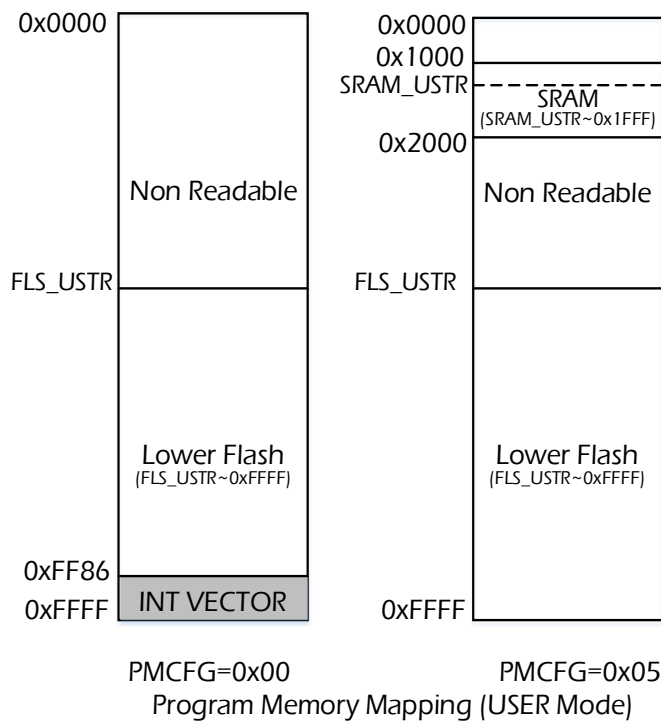 0x0000
Non Readable
FLS_USTR
Lower Flash
(FLS_USTR~0xFFFF)
0xFF86
INT VECTOR
0xFFFF
PMCFG=0x00
0x0000
0x1000
SRAM_USTR
SRAM
(SRAM_USTR~0x1FFF)
0x2000
Non Readable
FLS_USTR
Lower Flash
(FLS_USTR~0xFFFF)
0xFFFF
PMCFG=0x05
Program Memory Mapping (USER Mode)